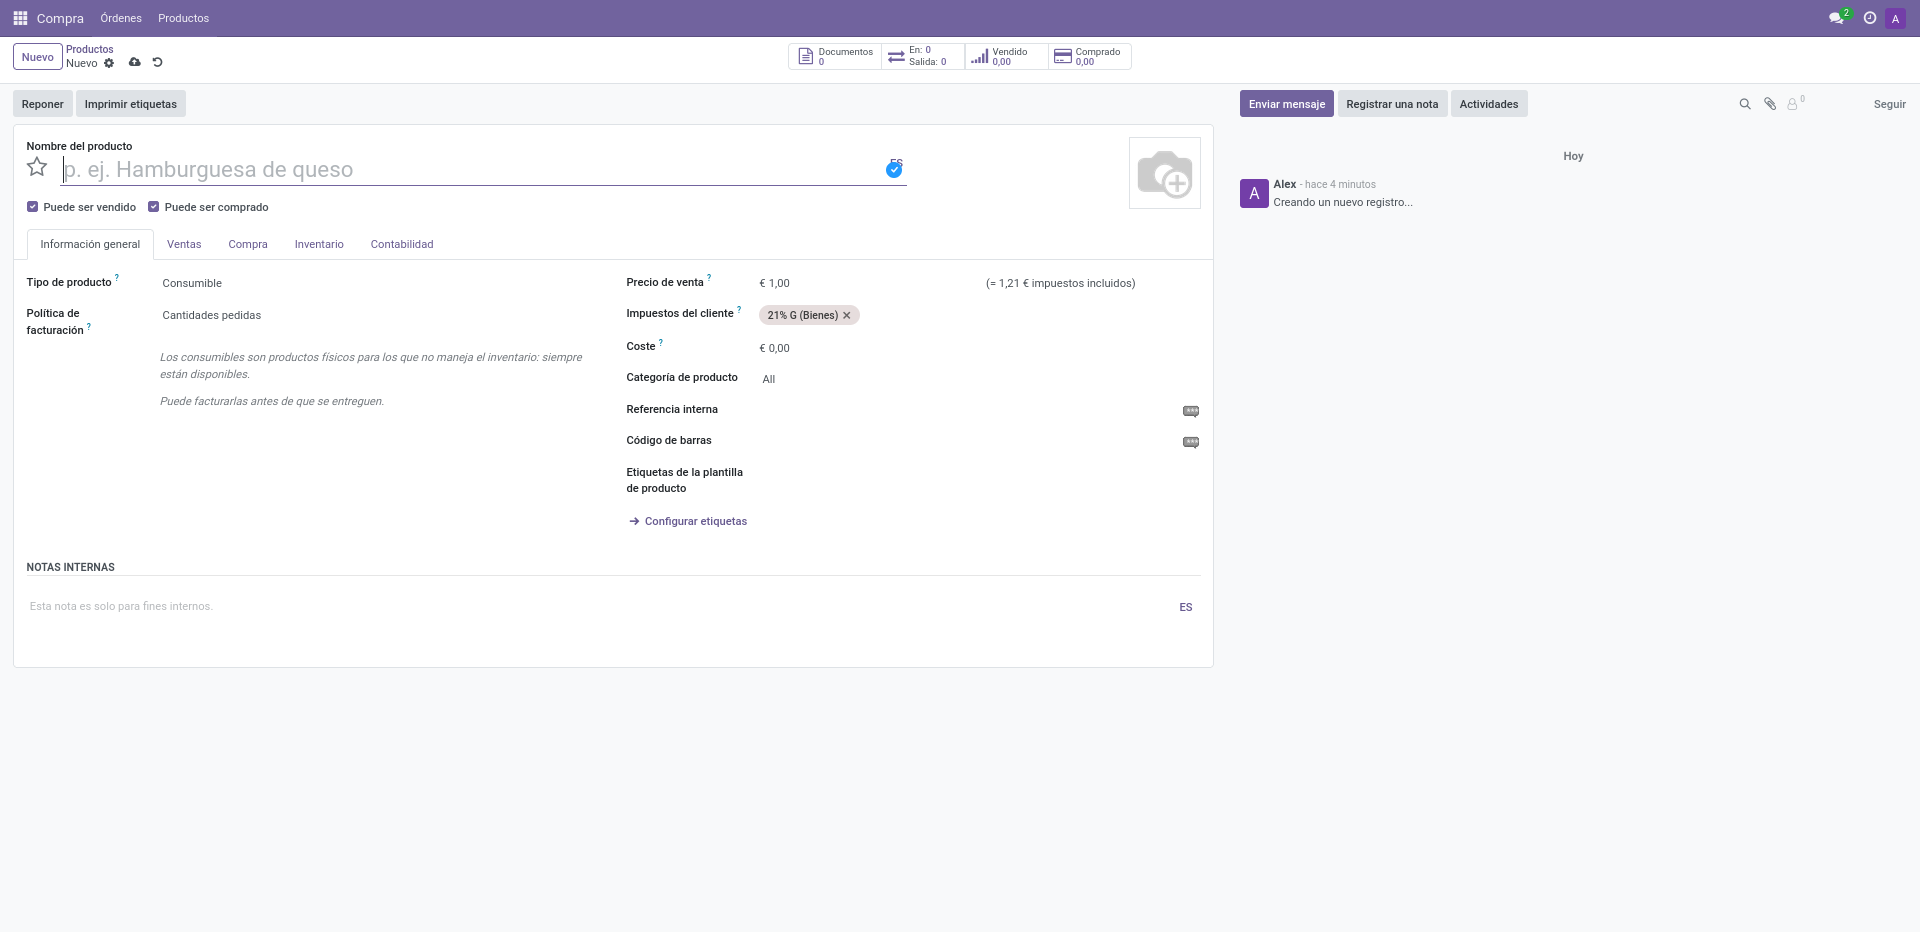 Compra Órdenes Productos 2 A
Nuevo Productos
Nuevo
Documentos
0
En: 0
Salida: 0
Vendido
0,00
Comprado
0,00
Reponer Imprimir etiquetas
Enviar mensaje Registrar una nota Actividades 0 Seguir
Nombre del producto
p. ej. Hamburguesa de queso ES
Puede ser vendido Puede ser comprado
Información general Ventas Compra Inventario Contabilidad
Tipo de producto ? Consumible
Política de
facturación ? Cantidades pedidas
Los consumibles son productos físicos para los que no maneja el inventario: siempre
están disponibles.
Puede facturarlas antes de que se entreguen.
Precio de venta ? € 1,00 (= 1,21 € impuestos incluidos)
Impuestos del cliente ? 21% G (Bienes)
Coste ? € 0,00
Categoría de producto All
Referencia interna
Código de barras
Etiquetas de la plantilla
de producto
Configurar etiquetas
NOTAS INTERNAS
Esta nota es solo para fines internos. ES
Hoy
A Alex - hace 4 minutos
Creando un nuevo registro...